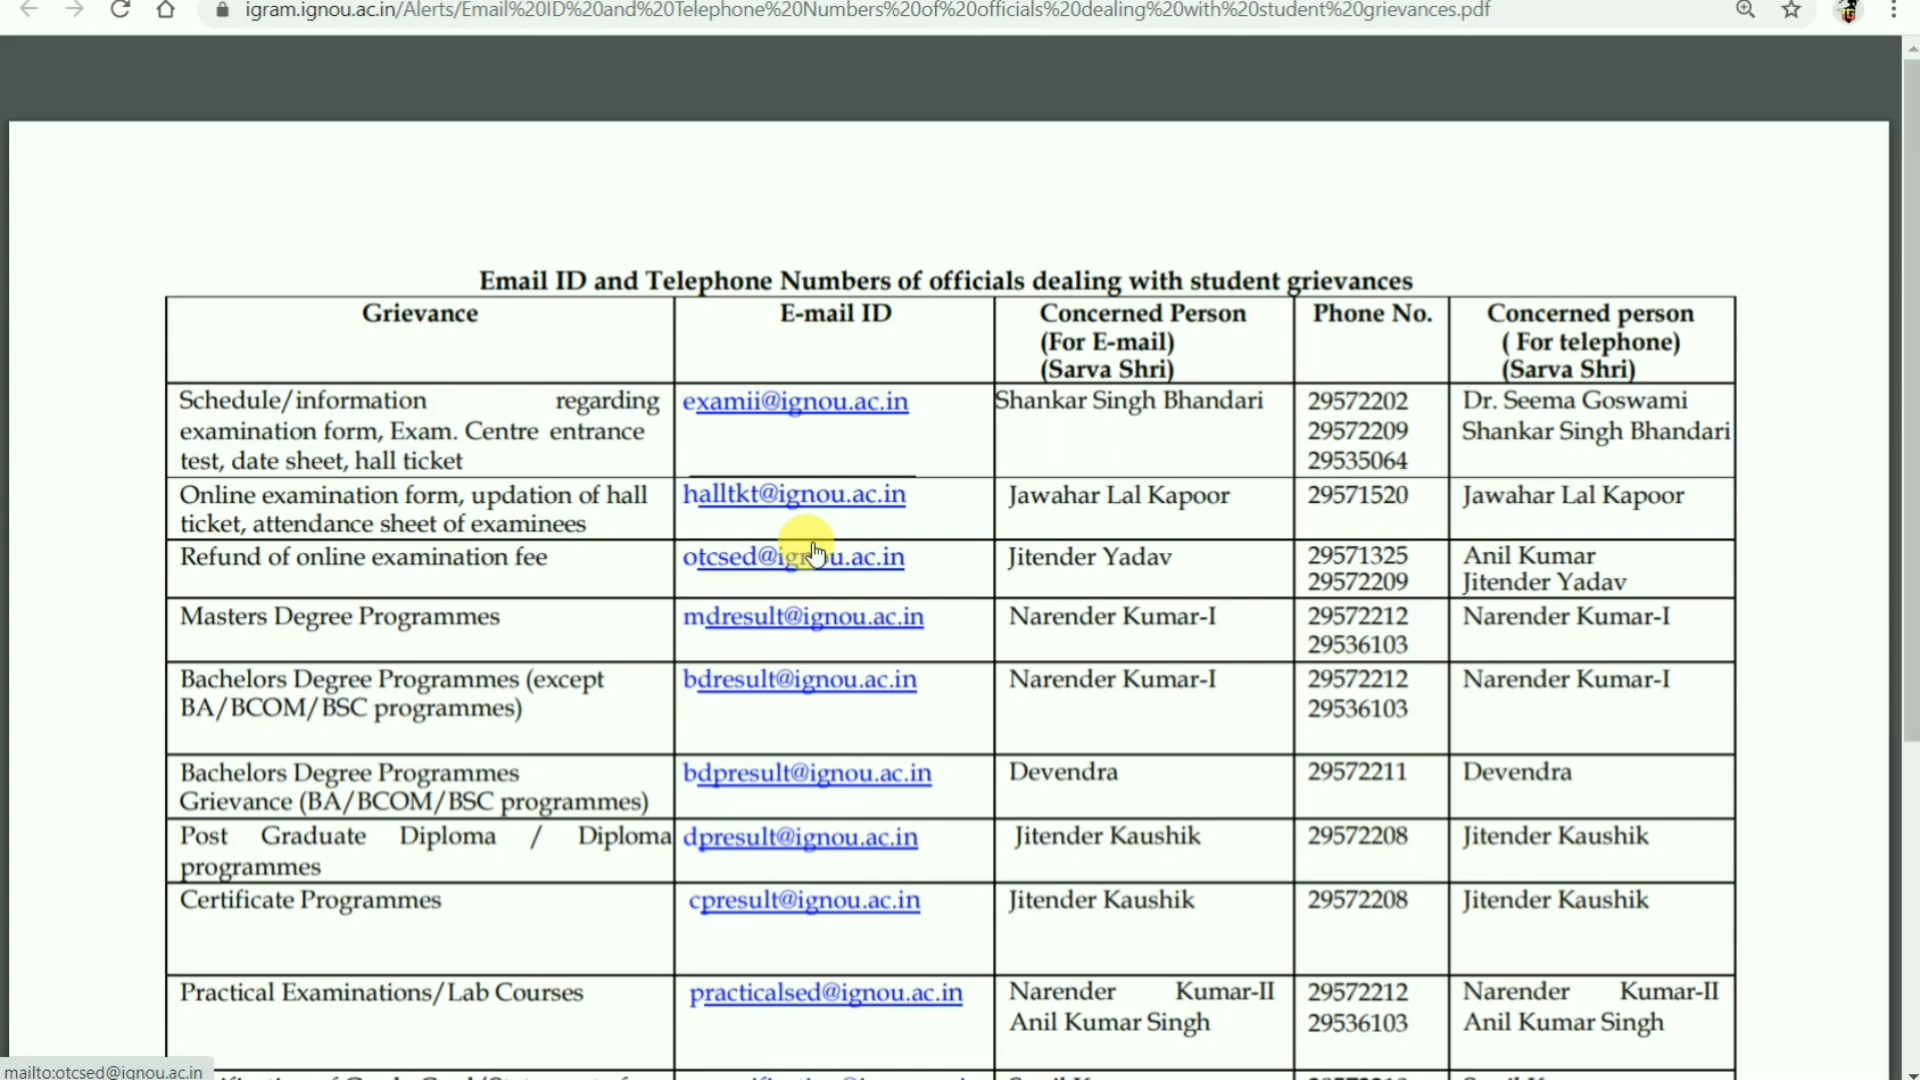 igram.ignou.ac.in/Alerts/Email%20ID%20and%20Telephone%20Numbers%20of%20officials%20dealing%20with%20student%20grievances.pdf
Email ID and Telephone Numbers of officials dealing with student grievances
Grievance E-mail ID Concerned Person (For E-mail) (Sarva Shri) Phone No. Concerned person ( For telephone) (Sarva Shri)
Schedule/information regarding
examination form, Exam. Centre entrance
test, date sheet, hall ticket
examii@ignou.ac.in
Shankar Singh Bhandari
29572202
29572209
29535064
Dr. Seema Goswami
Shankar Singh Bhandari
Online examination form, updation of hall
ticket, attendance sheet of examinees
halltkt@ignou.ac.in
Jawahar Lal Kapoor
29571520
Jawahar Lal Kapoor
Refund of online examination fee
otcsed@ignou.ac.in
Jitender Yadav
29571325
29572209
Anil Kumar
Jitender Yadav
Masters Degree Programmes
mdresult@ignou.ac.in
Narender Kumar-I
29572212
29536103
Narender Kumar-I
Bachelors Degree Programmes (except
BA/BCOM/BSC programmes)
bdresult@ignou.ac.in
Narender Kumar-I
29572212
29536103
Narender Kumar-I
Bachelors Degree Programmes
Grievance (BA/BCOM/BSC programmes)
bdpresult@ignou.ac.in
Devendra
29572211
Devendra
Post Graduate Diploma / Diploma
programmes
dpresult@ignou.ac.in
Jitender Kaushik
29572208
Jitender Kaushik
Certificate Programmes
cpresult@ignou.ac.in
Jitender Kaushik
29572208
Jitender Kaushik
Practical Examinations/Lab Courses
practicalsed@ignou.ac.in
Narender Kumar-II
Anil Kumar Singh
29572212
29536103
Narender Kumar-II
Anil Kumar Singh
mailto:otcsed@ignou.ac.in